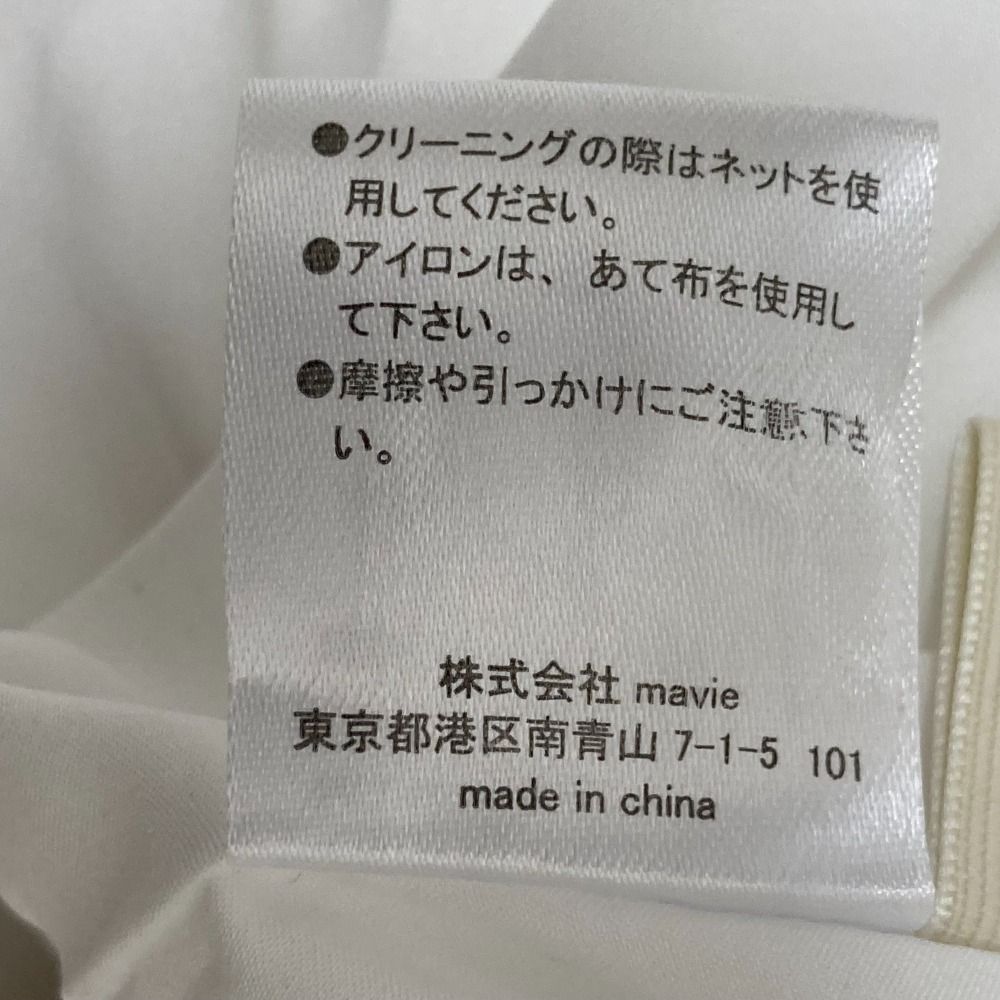 ●クリーニングの際はネットを使
用してください。
●アイロンは、あて布を使用し
て下さい。
●摩擦や引っかけにご注意下さ
い。
株式会社 mavie
東京都港区南青山 7-1-5 101
made in china